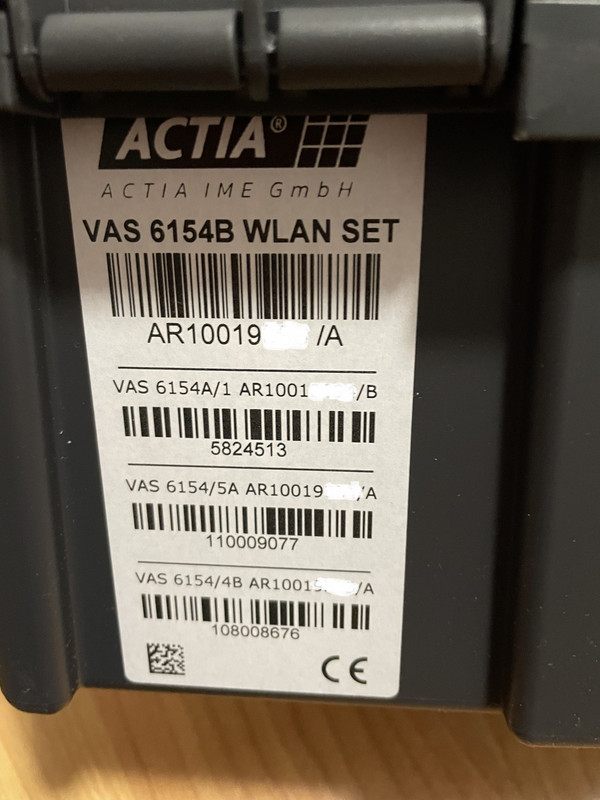 ACTIA®
ACTIA IME GmbH
VAS 6154B WLAN SET
AR10019 /A
VAS 6154A/1 AR1001 /B
5824513
VAS 6154/5A AR10019 /A
110009077
VAS 6154/4B AR10019 /A
108008676
CE